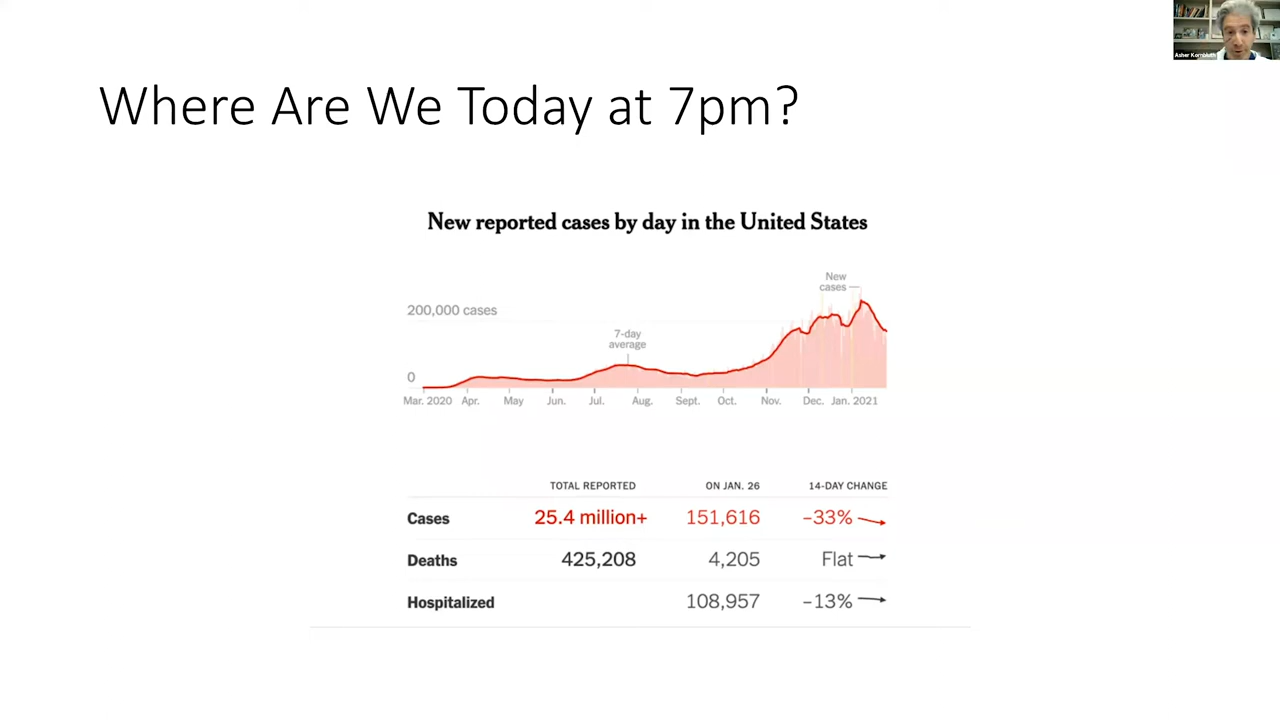 Asher Kornbluth
Where Are We Today at 7pm?
New reported cases by day in the United States
New
cases
200,000 cases
7-day
average
0
Mar. 2020 Apr. May Jun. Jul. Aug. Sept. Oct. Nov. Dec. Jan. 2021
TOTAL REPORTED ON JAN. 26 14-DAY CHANGE
Cases 25.4 million+ 151,616 –33%
Deaths 425,208 4,205 Flat
Hospitalized 108,957 –13%